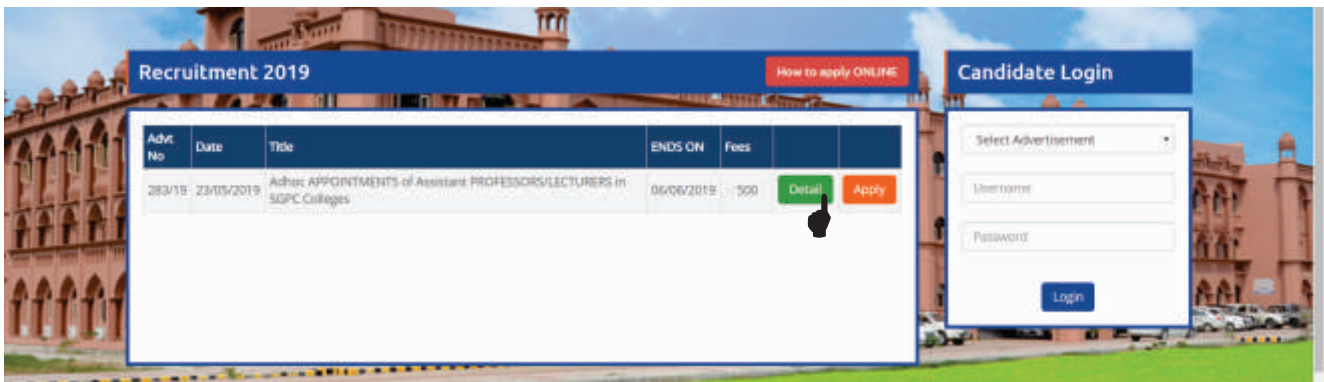 Recruitment 2019
How to apply ONLINE
Advt
No
Date
Title
ENDS ON
Fees
283/19
23/05/2019
Adhoc APPOINTMENTS of Assistant PROFESSORS/LECTURERS in
SGPC Colleges
06/06/2019
500
Detail
Apply
Candidate Login
Select Advertisement
Username
Password
Login